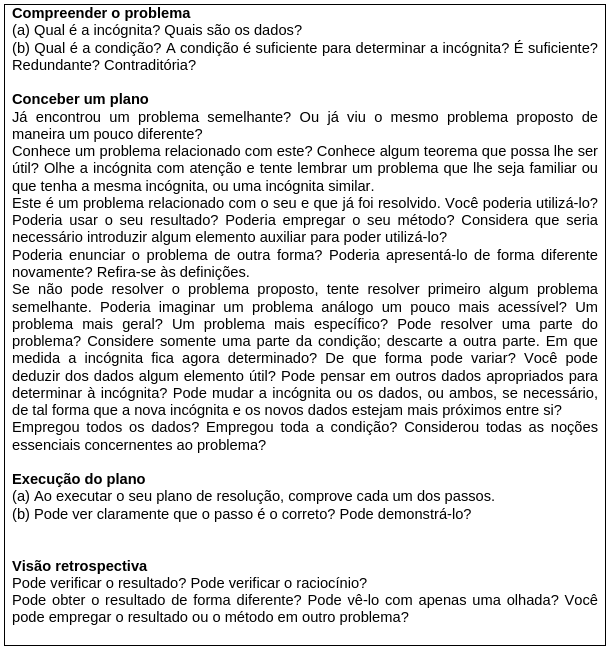 Compreender o problema
(a) Qual é a incógnita? Quais são os dados?
(b) Qual é a condição? A condição é suficiente para determinar a incógnita? É suficiente?
Redundante? Contraditória?
Conceber um plano
Já encontrou um problema semelhante? Ou já viu o mesmo problema proposto de
maneira um pouco diferente?
Conhece um problema relacionado com este? Conhece algum teorema que possa lhe ser
útil? Olhe a incógnita com atenção e tente lembrar um problema que lhe seja familiar ou
que tenha a mesma incógnita, ou uma incógnita similar.
Este é um problema relacionado com o seu e que já foi resolvido. Você poderia utilizá-lo?
Poderia usar o seu resultado? Poderia empregar o seu método? Considera que seria
necessário introduzir algum elemento auxiliar para poder utilizá-lo?
Poderia enunciar o problema de outra forma? Poderia apresentá-lo de forma diferente
novamente? Refira-se às definições.
Se não pode resolver o problema proposto, tente resolver primeiro algum problema
semelhante. Poderia imaginar um problema análogo um pouco mais acessível? Um
problema mais geral? Um problema mais específico? Pode resolver uma parte do
problema? Considere somente uma parte da condição; descarte a outra parte. Em que
medida a incógnita fica agora determinado? De que forma pode variar? Você pode
deduzir dos dados algum elemento útil? Pode pensar em outros dados apropriados para
determinar à incógnita? Pode mudar a incógnita ou os dados, ou ambos, se necessário,
de tal forma que a nova incógnita e os novos dados estejam mais próximos entre si?
Empregou todos os dados? Empregou toda a condição? Considerou todas as noções
essenciais concernentes ao problema?
Execução do plano
(a) Ao executar o seu plano de resolução, comprove cada um dos passos.
(b) Pode ver claramente que o passo é o correto? Pode demonstrá-lo?
Visão retrospectiva
Pode verificar o resultado? Pode verificar o raciocínio?
Pode obter o resultado de forma diferente? Pode vê-lo com apenas uma olhada? Você
pode empregar o resultado ou o método em outro problema?